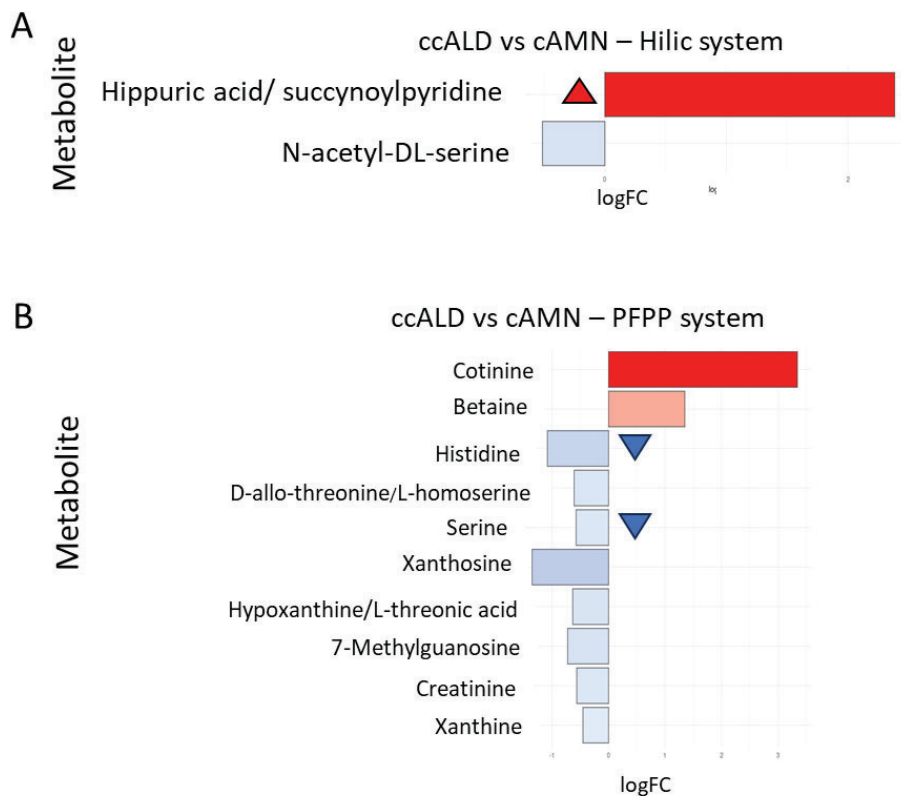 A
Metabolite
ccALD vs cAMN – Hilic system
Hippuric acid/ succynoylpyridine
N-acetyl-DL-serine
0
2
logFC
B
Metabolite
ccALD vs cAMN – PFPP system
Cotinine
Betaine
Histidine
D-allo-threonine/L-homoserine
Serine
Xanthosine
Hypoxanthine/L-threonic acid
7-Methylguanosine
Creatinine
Xanthine
-1 0 1 2 3
logFC